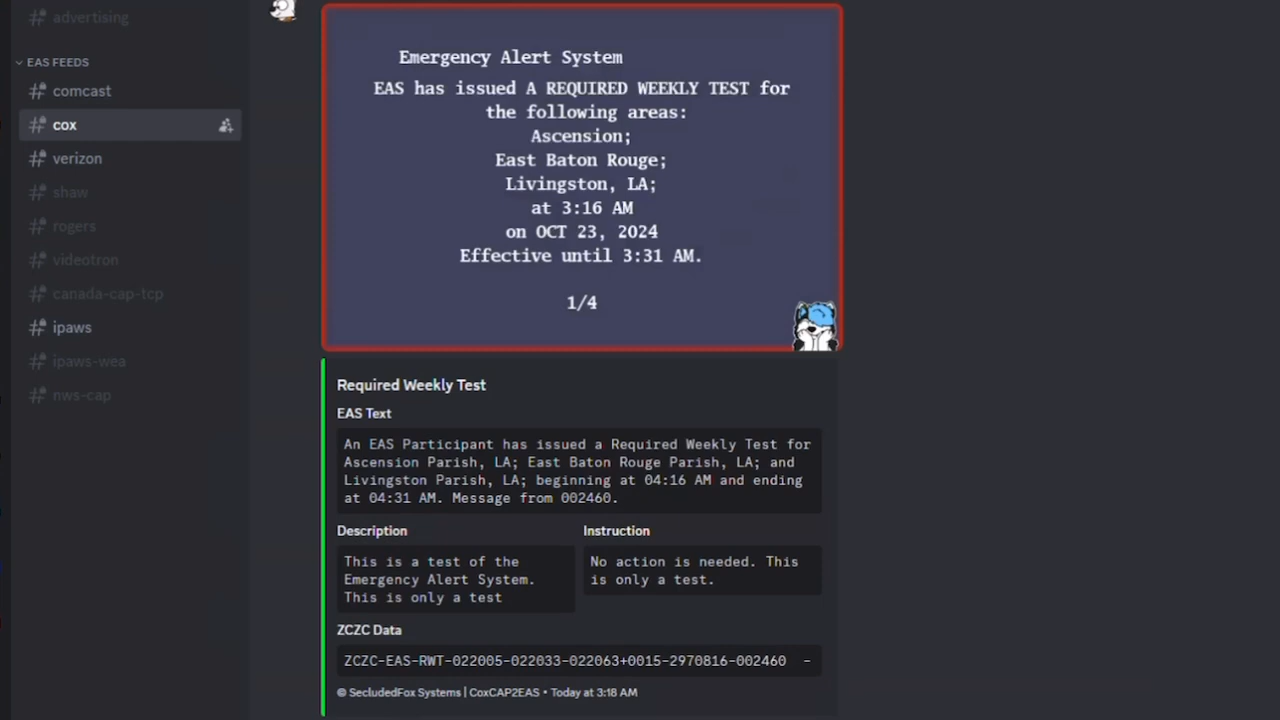 advertising
EAS FEEDS
comcast
cox
verizon
shaw
rogers
videotron
canada-cap-tcp
ipaws
ipaws-wea
nws-cap
Emergency Alert System
EAS has issued A REQUIRED WEEKLY TEST for
the following areas:
Ascension;
East Baton Rouge;
Livingston, LA;
at 3:16 AM
on OCT 23, 2024
Effective until 3:31 AM.
1/4
Required Weekly Test
EAS Text
An EAS Participant has issued a Required Weekly Test for
Ascension Parish, LA; East Baton Rouge Parish, LA; and
Livingston Parish, LA; beginning at 04:16 AM and ending
at 04:31 AM. Message from 002460.
Description
This is a test of the
Emergency Alert System.
This is only a test
Instruction
No action is needed. This
is only a test.
ZCZC Data
ZCZC-EAS-RWT-022005-022033-022063+0015-2970816-002460  -
© SecludedFox Systems | CoxCAP2EAS • Today at 3:18 AM